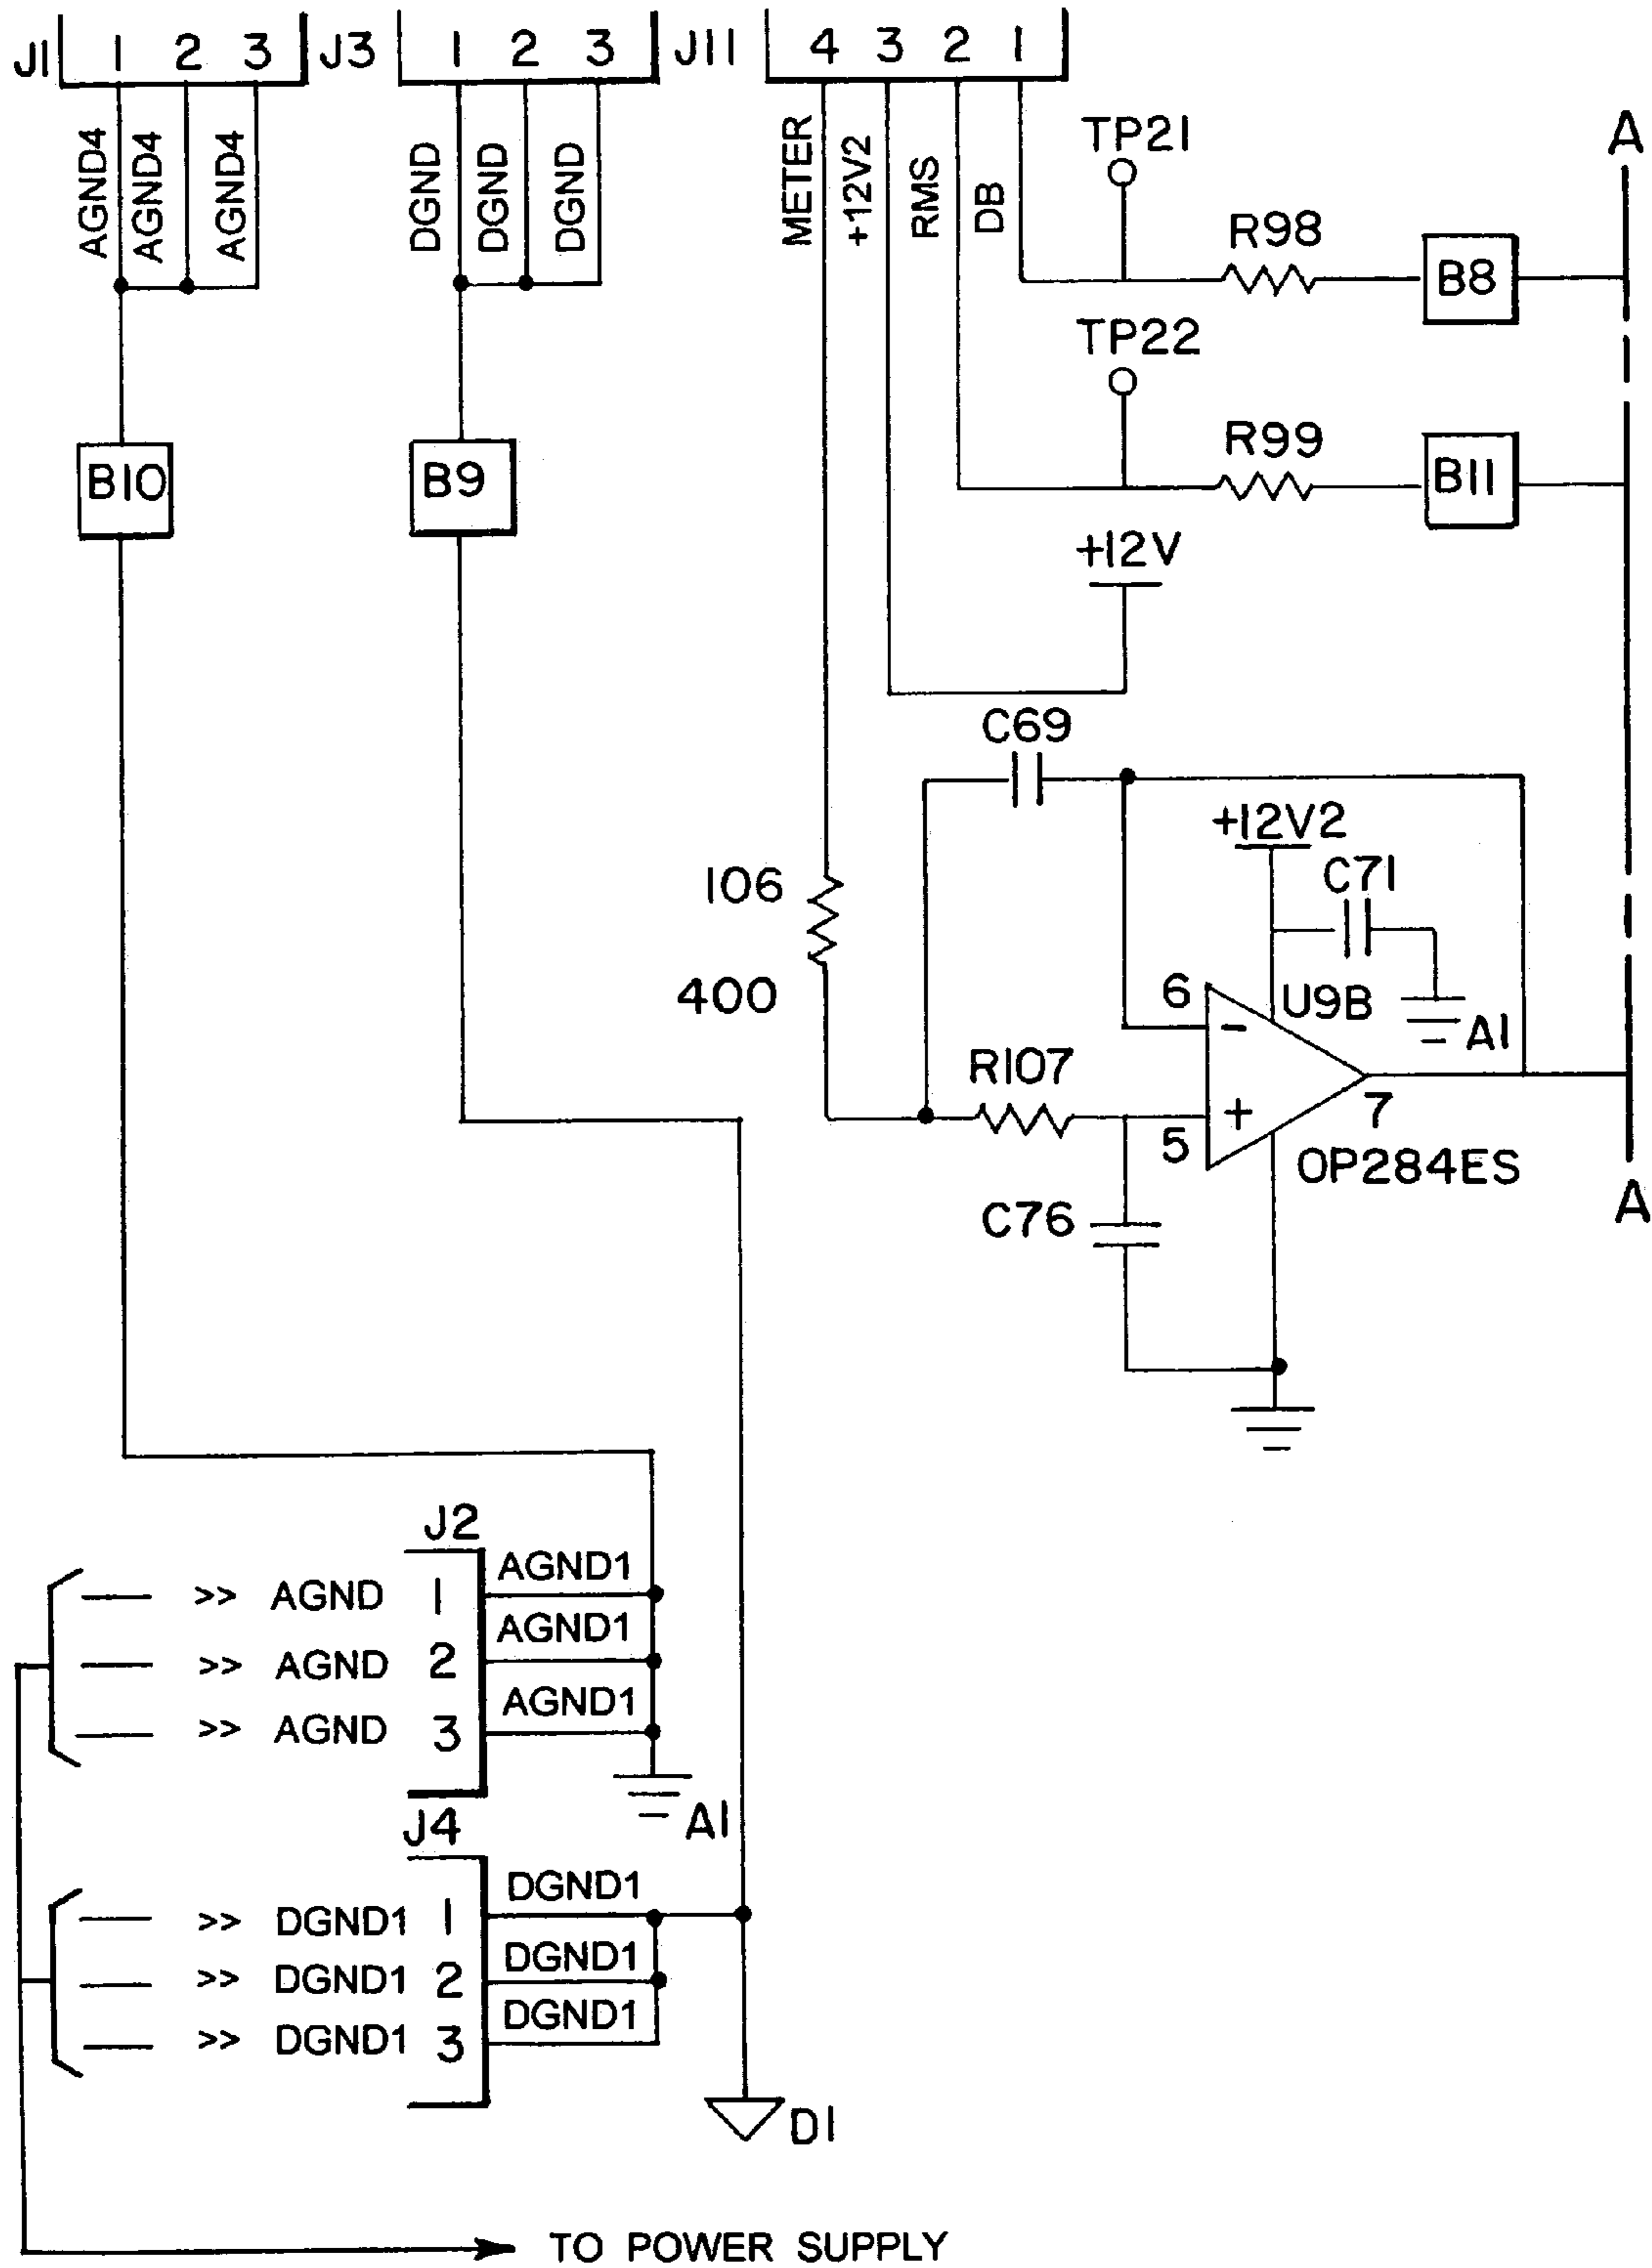 J1 1 2 3 J3 1 2 3 J11 4 3 2 1
AGND4
AGND4
AGND4
DGND
DGND
DGND
METER
+12V2
RMS
DB
TP21
A
R98
B8
TP22
R99
B10
B9
B11
+12V
C69
+12V2
C71
106
400
6
U9B
-
A1
R107
+
5
7
OP284ES
C76
A
J2
AGND1
>> AGND 1
AGND1
>> AGND 2
AGND1
>> AGND 3
A1
J4
DGND1
>> DGND1 1
DGND1
>> DGND1 2
DGND1
>> DGND1 3
D1
TO POWER SUPPLY